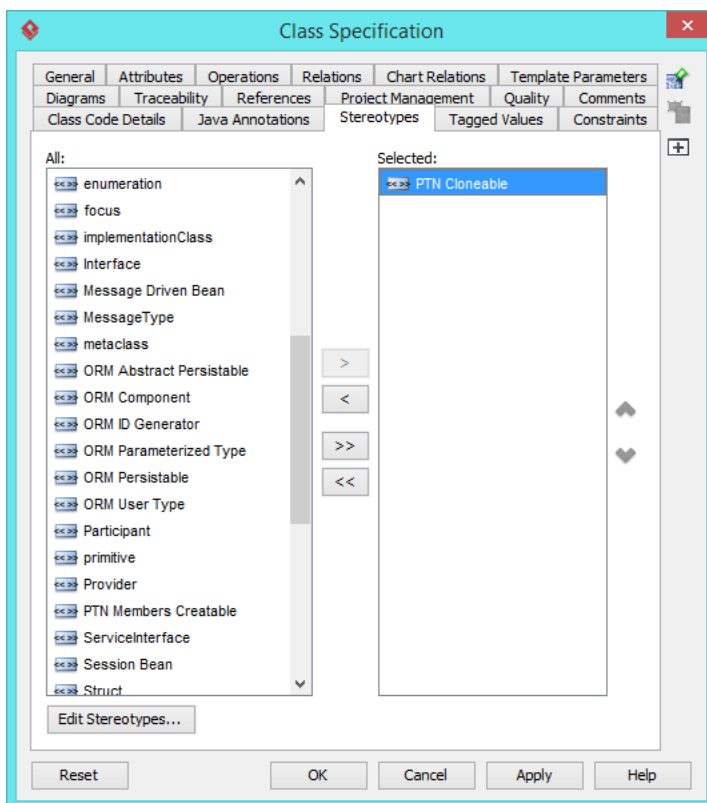 Class Specification
General Attributes Operations Relations Chart Relations Template Parameters
Diagrams Traceability References Project Management Quality Comments
Class Code Details Java Annotations Stereotypes Tagged Values Constraints
All:
<<>> enumeration
<<>> focus
<<>> implementationClass
<<>> Interface
<<>> Message Driven Bean
<<>> MessageType
<<>> metaclass
<<>> ORM Abstract Persistable
<<>> ORM Component
<<>> ORM ID Generator
<<>> ORM Parameterized Type
<<>> ORM Persistable
<<>> ORM User Type
<<>> Participant
<<>> primitive
<<>> Provider
<<>> PTN Members Creatable
<<>> ServiceInterface
<<>> Session Bean
<<>> Struct
>
<
>>
<<
Selected:
<<>> PTN Cloneable
Edit Stereotypes...
Reset OK Cancel Apply Help